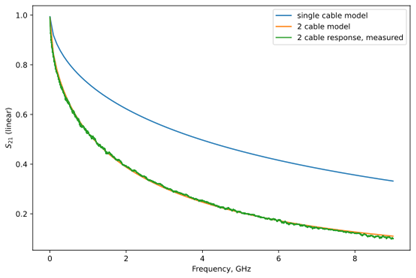 single cable model
2 cable model
2 cable response, measured
1.0
0.8
0.6
0.4
0.2
S21 (linear)
0
2
4
6
8
Frequency, GHz